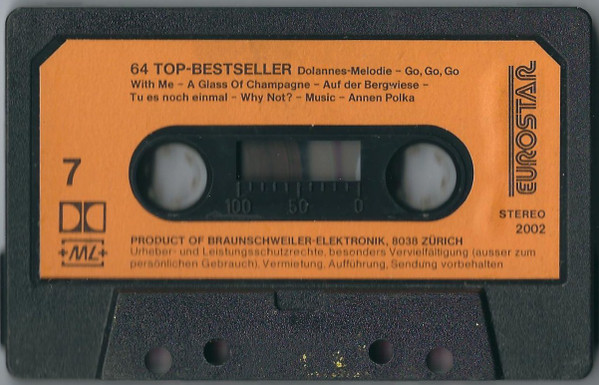 64 TOP-BESTSELLER Dolannes-Melodie – Go, Go, Go
With Me – A Glass Of Champagne – Auf der Bergwiese –
Tu es noch einmal – Why Not? – Music – Annen Polka
7
EUROSTAR
100 50 0
STEREO
2002
+ML+
PRODUCT OF BRAUNSCHWEILER-ELEKTRONIK, 8038 ZÜRICH
Urheber- und Leistungsschutzrechte, besonders Vervielfältigung (ausser zum
persönlichen Gebrauch). Vermietung, Aufführung, Sendung vorbehalten